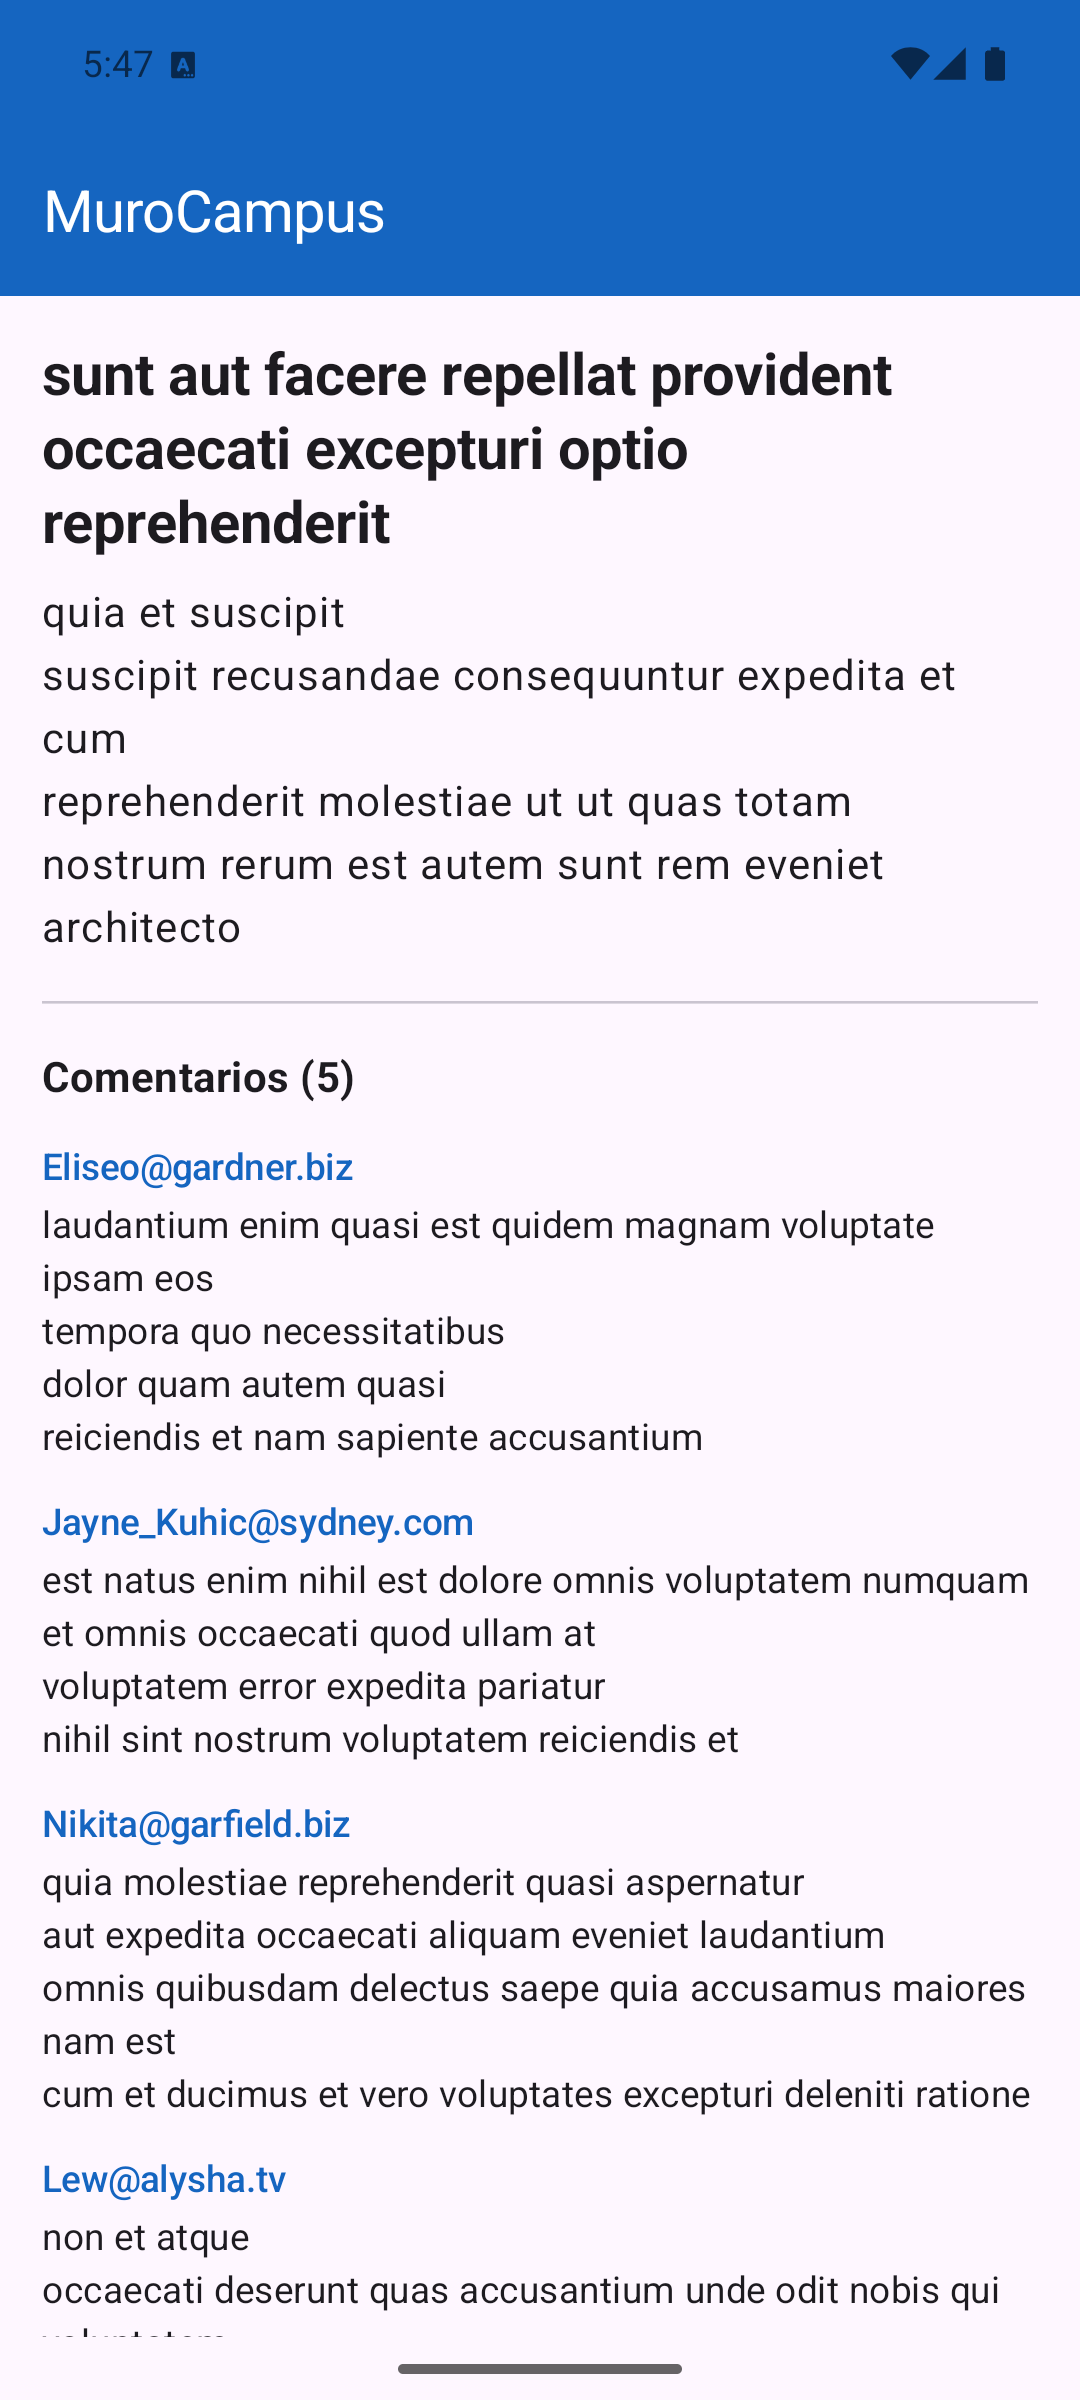 5:47
MuroCampus
sunt aut facere repellat provident
occaecati excepturi optio
reprehenderit
quia et suscipit
suscipit recusandae consequuntur expedita et
cum
reprehenderit molestiae ut ut quas totam
nostrum rerum est autem sunt rem eveniet
architecto
Comentarios (5)
Eliseo@gardner.biz
laudantium enim quasi est quidem magnam voluptate
ipsam eos
tempora quo necessitatibus
dolor quam autem quasi
reiciendis et nam sapiente accusantium
Jayne_Kuhic@sydney.com
est natus enim nihil est dolore omnis voluptatem numquam
et omnis occaecati quod ullam at
voluptatem error expedita pariatur
nihil sint nostrum voluptatem reiciendis et
Nikita@garfield.biz
quia molestiae reprehenderit quasi aspernatur
aut expedita occaecati aliquam eveniet laudantium
omnis quibusdam delectus saepe quia accusamus maiores
nam est
cum et ducimus et vero voluptates excepturi deleniti ratione
Lew@alysha.tv
non et atque
occaecati deserunt quas accusantium unde odit nobis qui